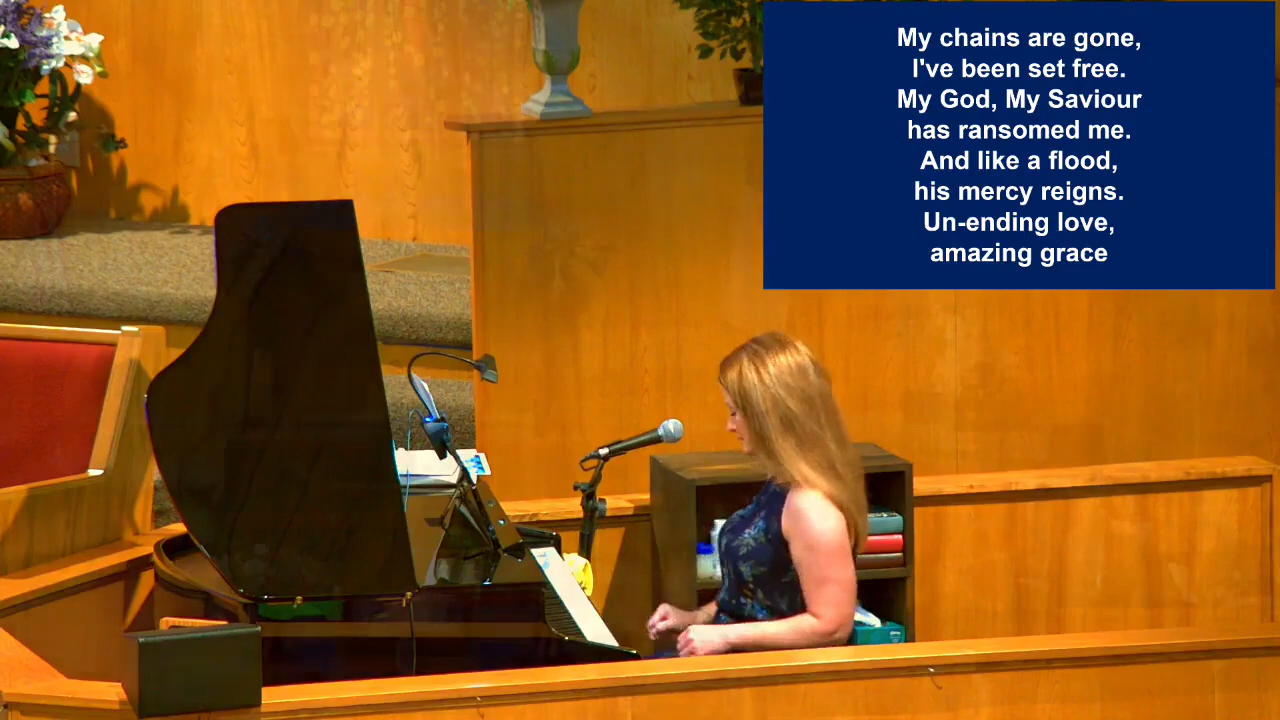 My chains are gone,
I've been set free.
My God, My Saviour
has ransomed me.
And like a flood,
his mercy reigns.
Un-ending love,
amazing grace